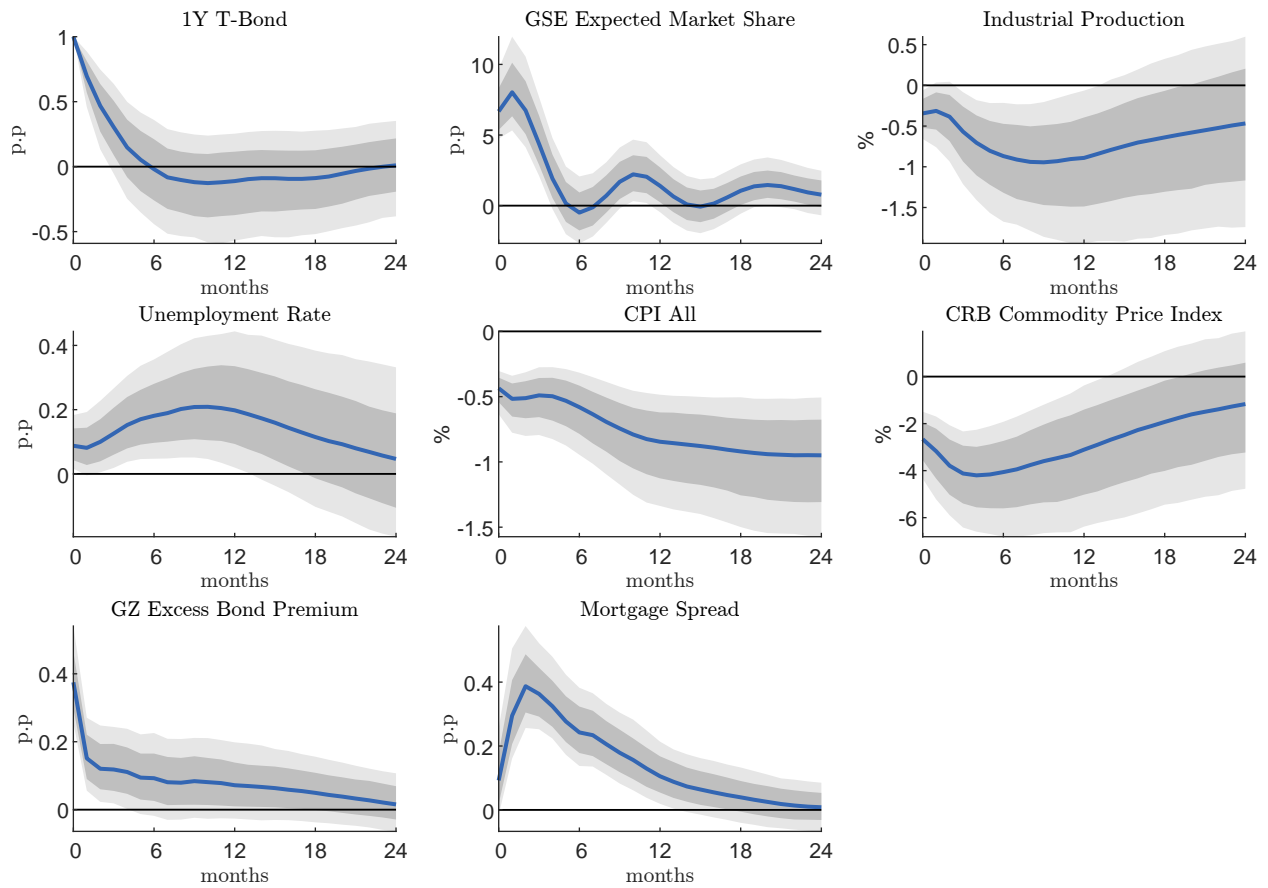 1Y T-Bond
1
0.5
0
-0.5
p.p
0 6 12 18 24
months
GSE Expected Market Share
10
5
0
p.p
0 6 12 18 24
months
Industrial Production
0.5
0
-0.5
-1
-1.5
%
0 6 12 18 24
months
Unemployment Rate
0.4
0.2
0
p.p
0 6 12 18 24
months
CPI All
0
-0.5
-1
-1.5
%
0 6 12 18 24
months
CRB Commodity Price Index
0
-2
-4
-6
%
0 6 12 18 24
months
GZ Excess Bond Premium
0.4
0.2
0
p.p
0 6 12 18 24
months
Mortgage Spread
0.4
0.2
0
p.p
0 6 12 18 24
months